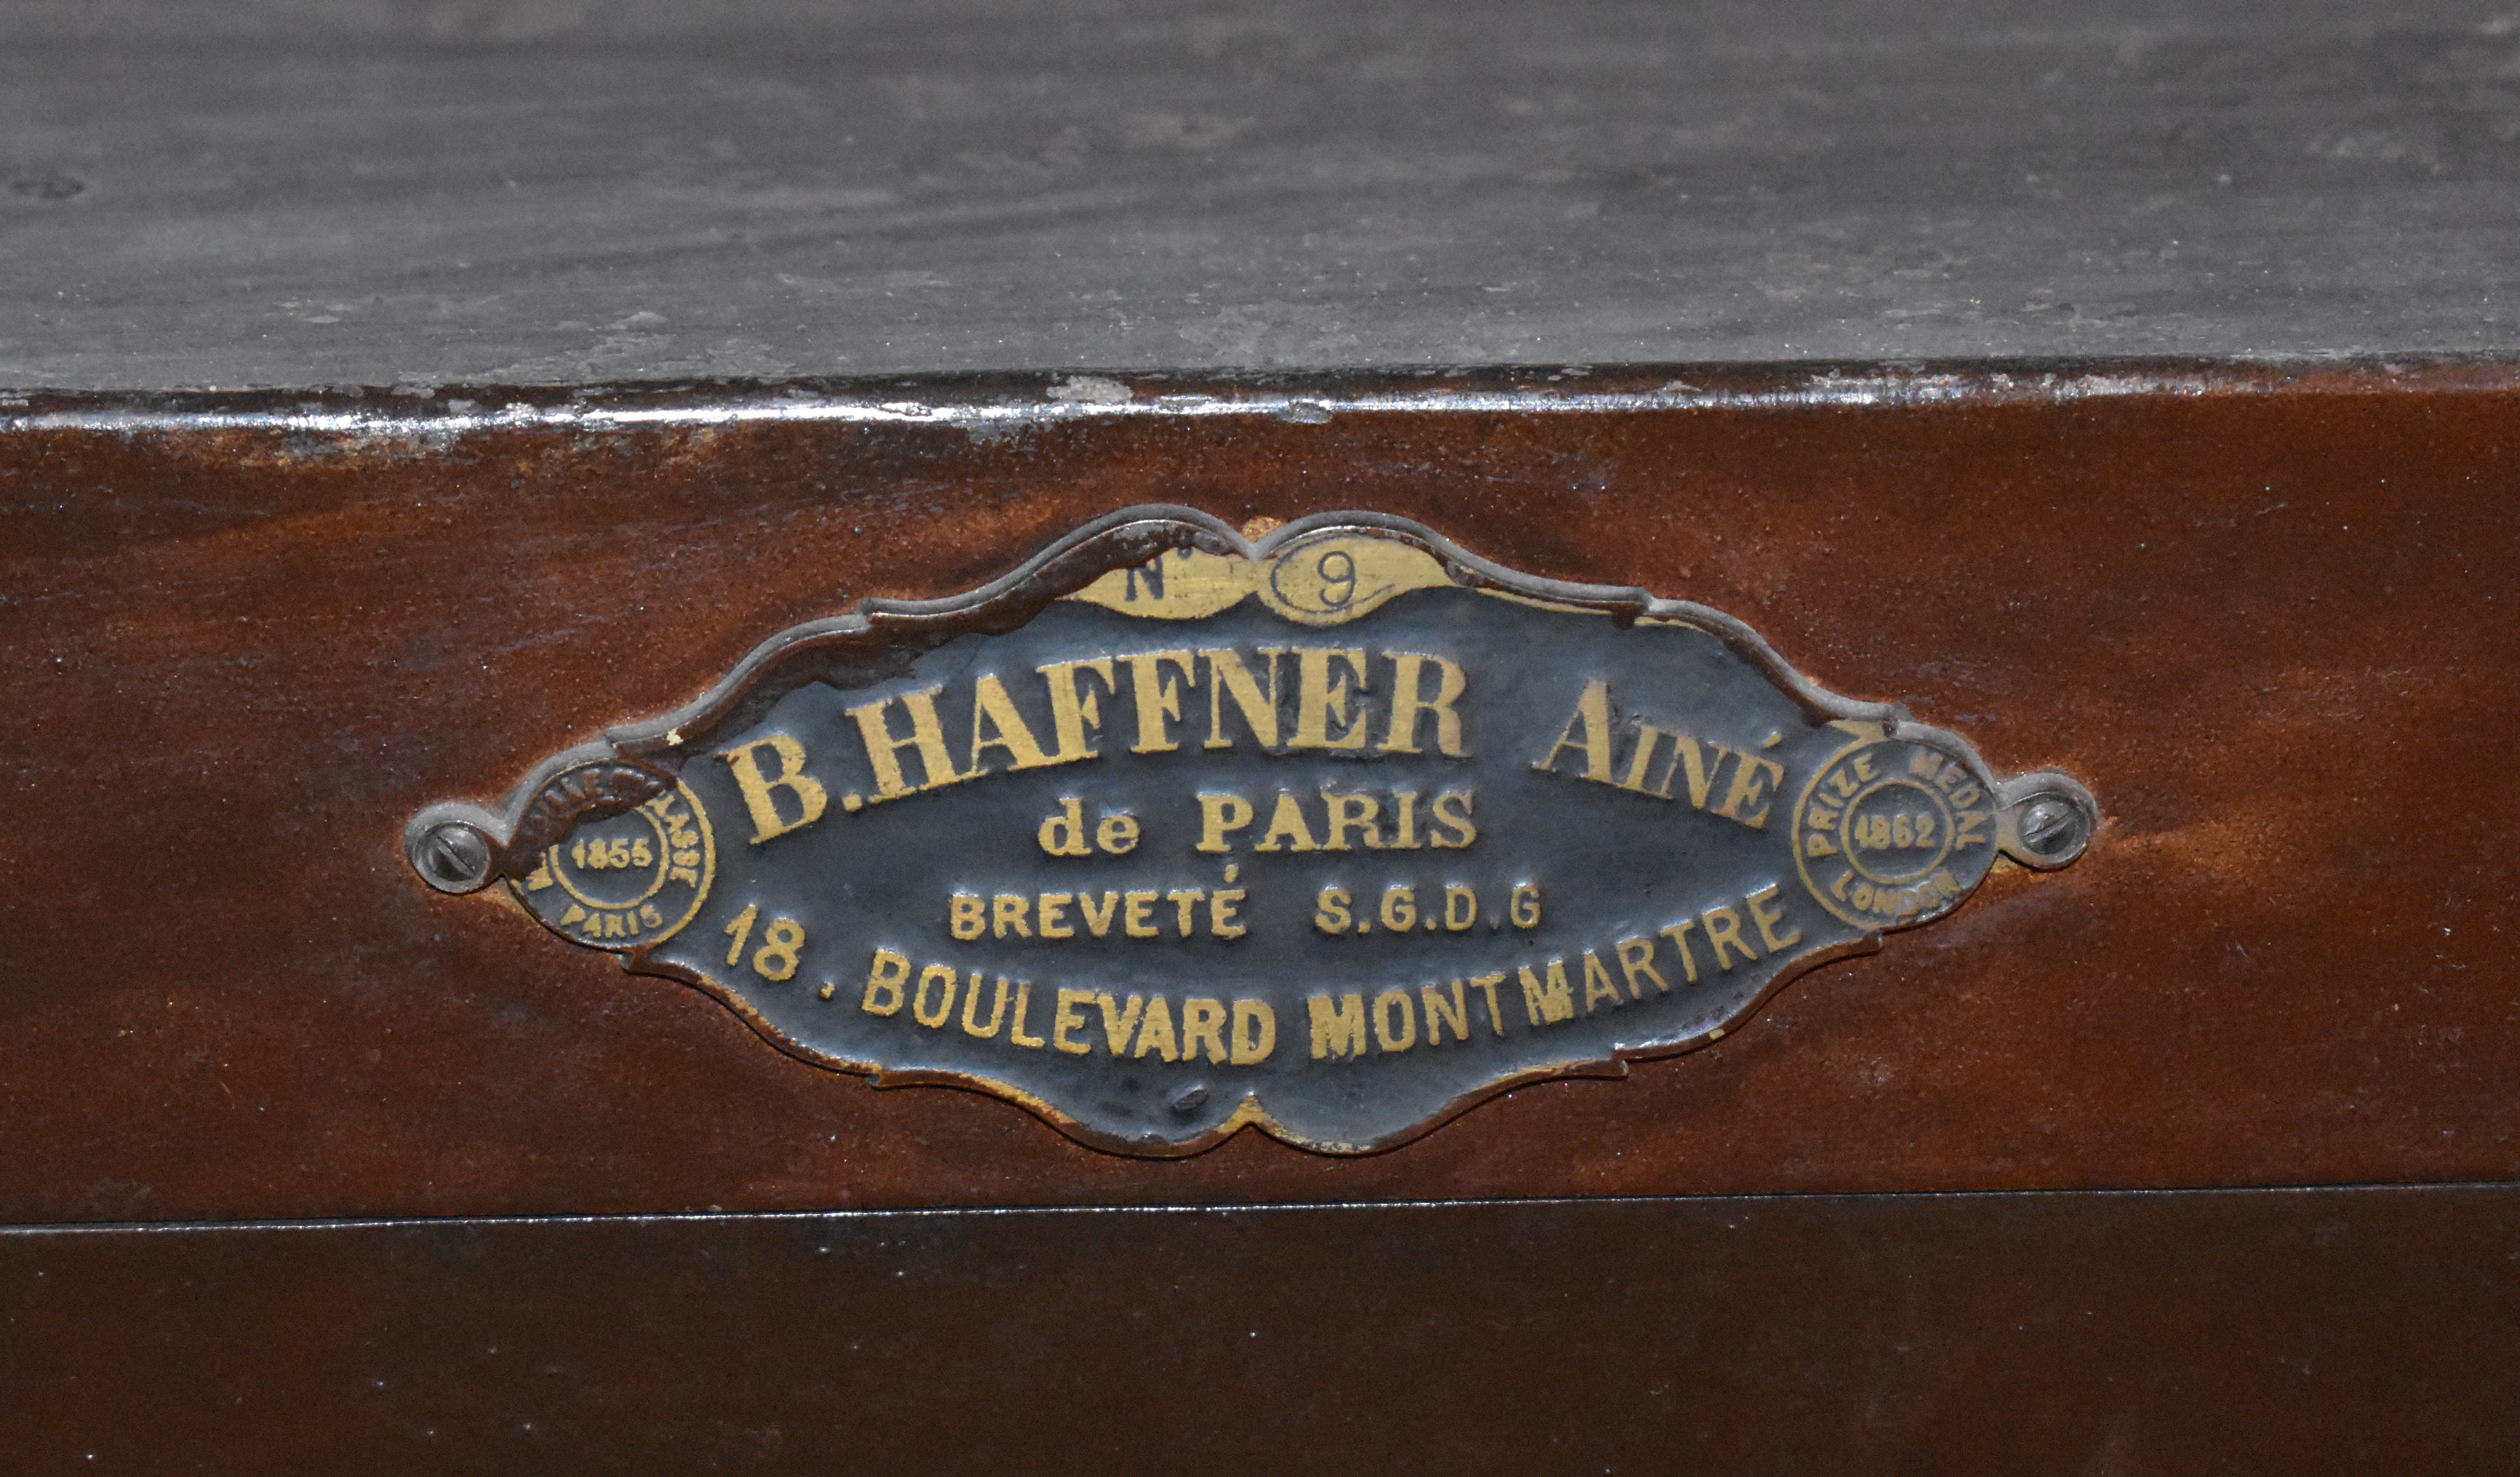 N° 9
B. HAFFNER AINÉ
de PARIS
BREVETÉ S.G.D.G
18. BOULEVARD MONTMARTRE
1855
PARIS
PRIZE MEDAL
1862
LONDON